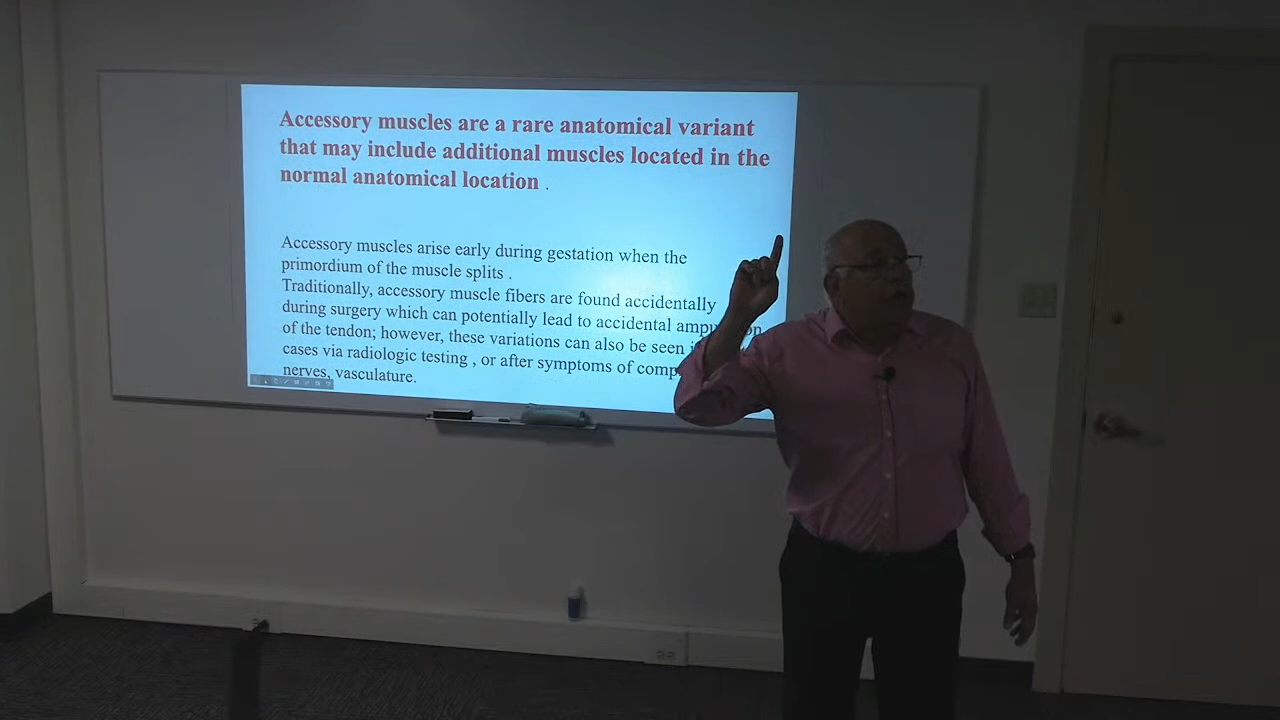 Accessory muscles are a rare anatomical variant
that may include additional muscles located in the
normal anatomical location .
Accessory muscles arise early during gestation when the
primordium of the muscle splits .
Traditionally, accessory muscle fibers are found accidentally
during surgery which can potentially lead to accidental
of the tendon; however, these variations can also be seen
cases via radiologic testing , or after symptoms of
nerves, vasculature.